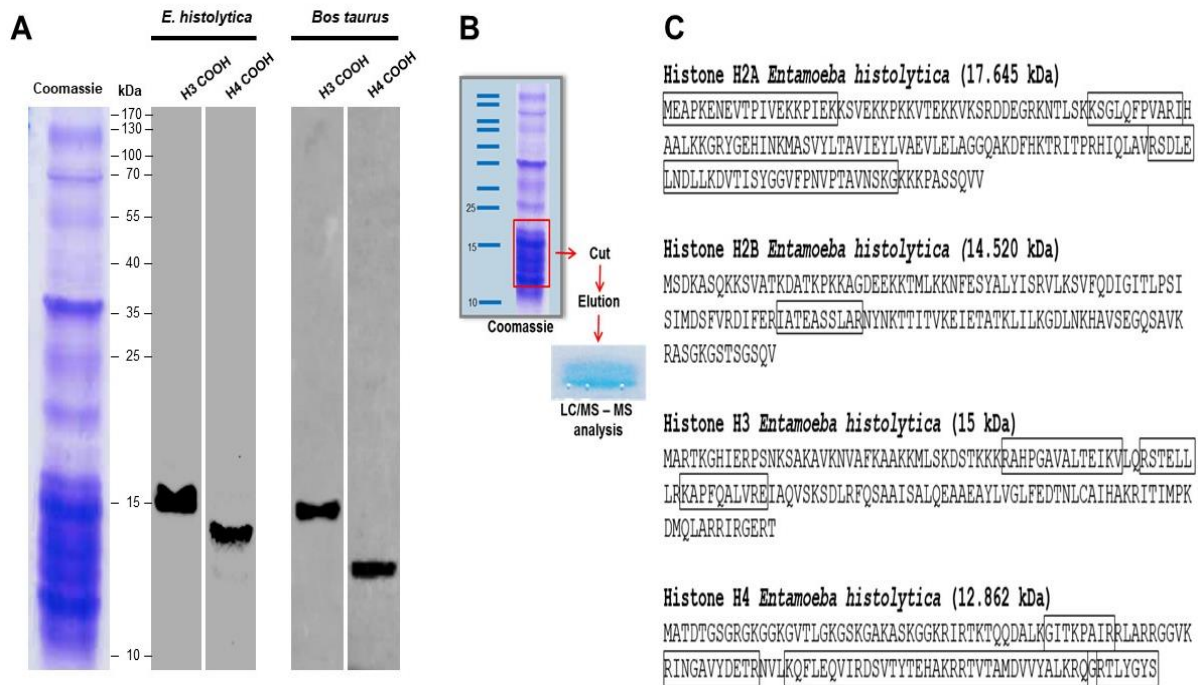 A
E. histolytica
Bos taurus
Coomassie
kDa
H3 COOH
H4 COOH
H3 COOH
H4 COOH
170
130
100
70
55
40
35
25
15
10
B
25
15
10
Coomassie
Cut
Elution
LC/MS – MS
analysis
C
Histone H2A Entamoeba histolytica (17.645 kDa)
MEAPKENEVTPIVEKKPIEKKSVEKKPKKVTEKKVKSRDDEGRKNTLSKKSGLQFPVARIH
AALKKGRYGEHINKMASVYLTAVIEYLVAEVLELAGGQAKDFHKTRITPRHIQLAVRSDLE
LNDLLKDVTISYGGVFPNVPTAVNSKGKKKPASSQVV
Histone H2B Entamoeba histolytica (14.520 kDa)
MSDKASQKKSVATKDATKPKKAGDEEKKTMLKKNFESYALYISRVLKSVFQDIGITLPSI
SIMDSFVRDIFERIATEASSLARNYNKTTITVKEIETATKLILKGDLNKHAVSEGQSAVK
RASGKGSTSGSQV
Histone H3 Entamoeba histolytica (15 kDa)
MARTKGHIERPSNKSAKAVKNVAFKAAKKMLSKDSTKKKRAHPGAVALTEIKVLQRSTELL
LRKAPFQALVREIAQVSKSDLRFQSAAISALQEAAEAYLVGLFEDTNLCAIHAKRITIMPK
DMQLARRIRGERT
Histone H4 Entamoeba histolytica (12.862 kDa)
MATDTGSGRGKGGKGVTLGKGSKGAKASKGGKRIRTKTQQDALKGITKPAIRRLARRGGVK
RINGAVYDETRNVLKQFLEQVIRDSVTYTEHAKRRTVTAMDVVYALKRQGRTLYGYS